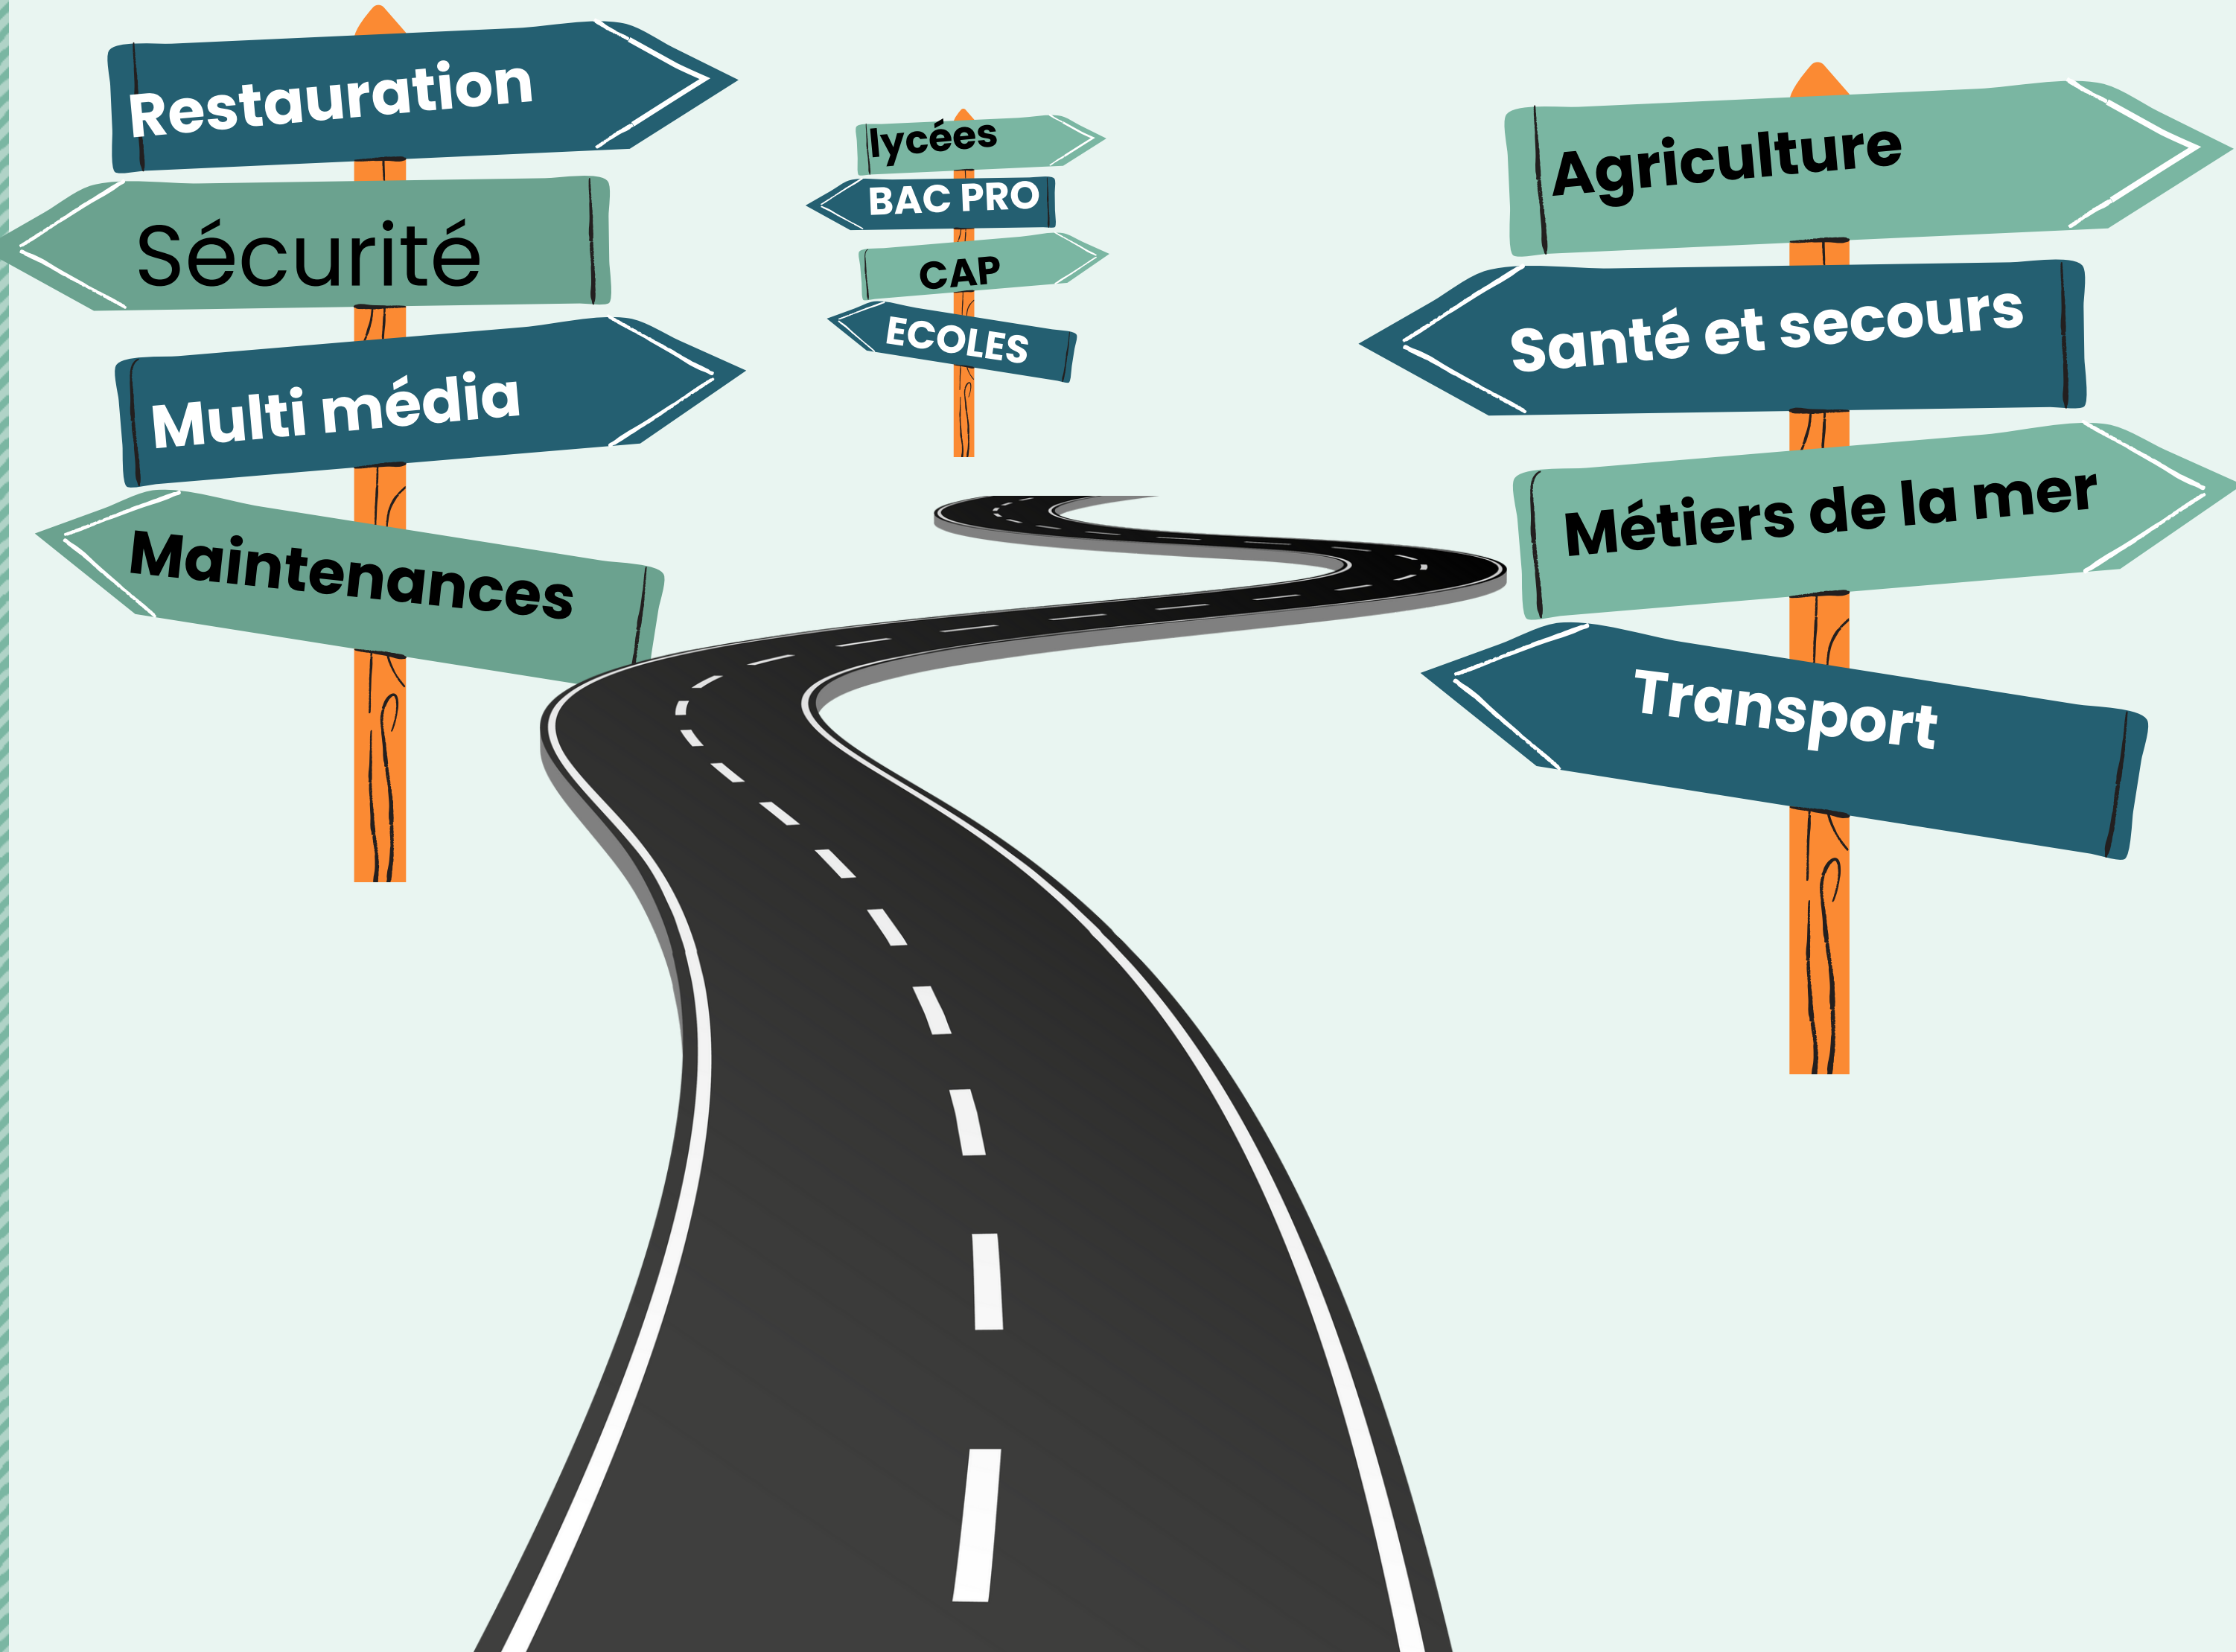 Restauration
Sécurité
Multi média
Maintenances
lycées
BAC PRO
CAP
ECOLES
Agriculture
Santé et secours
Métiers de la mer
Transport